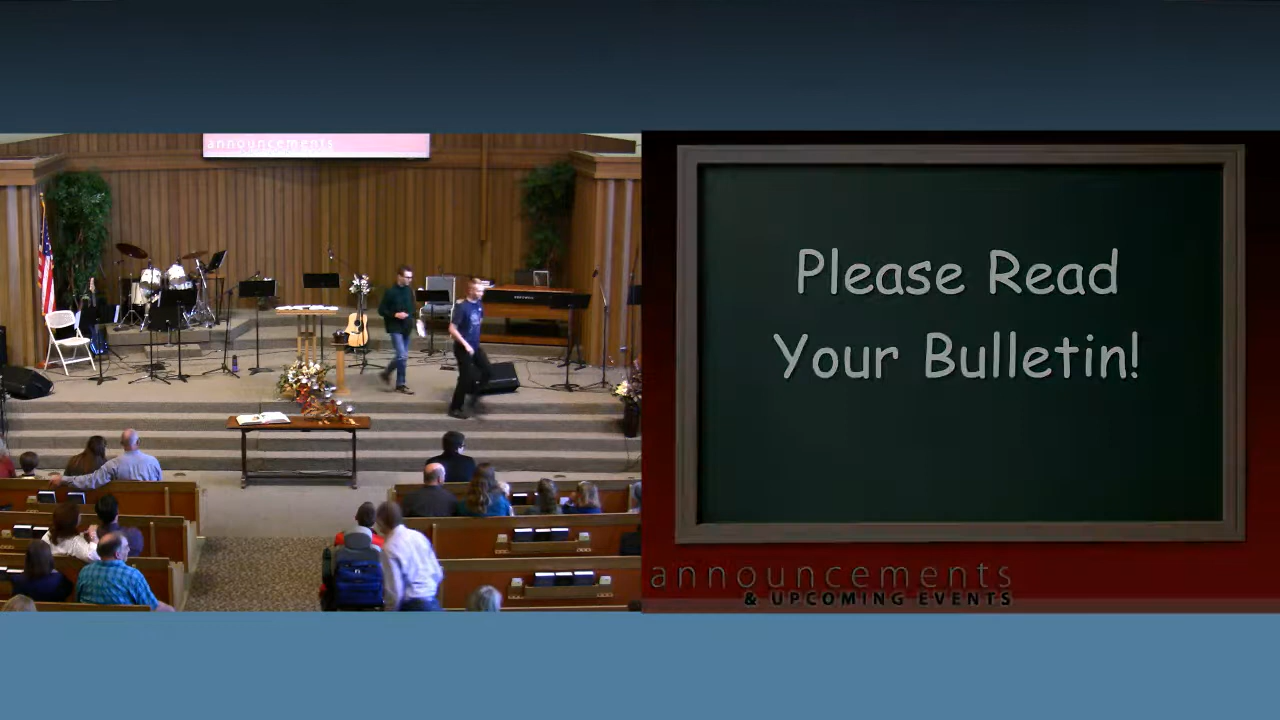 announcements
Please Read
Your Bulletin!
announcements
& UPCOMING EVENTS